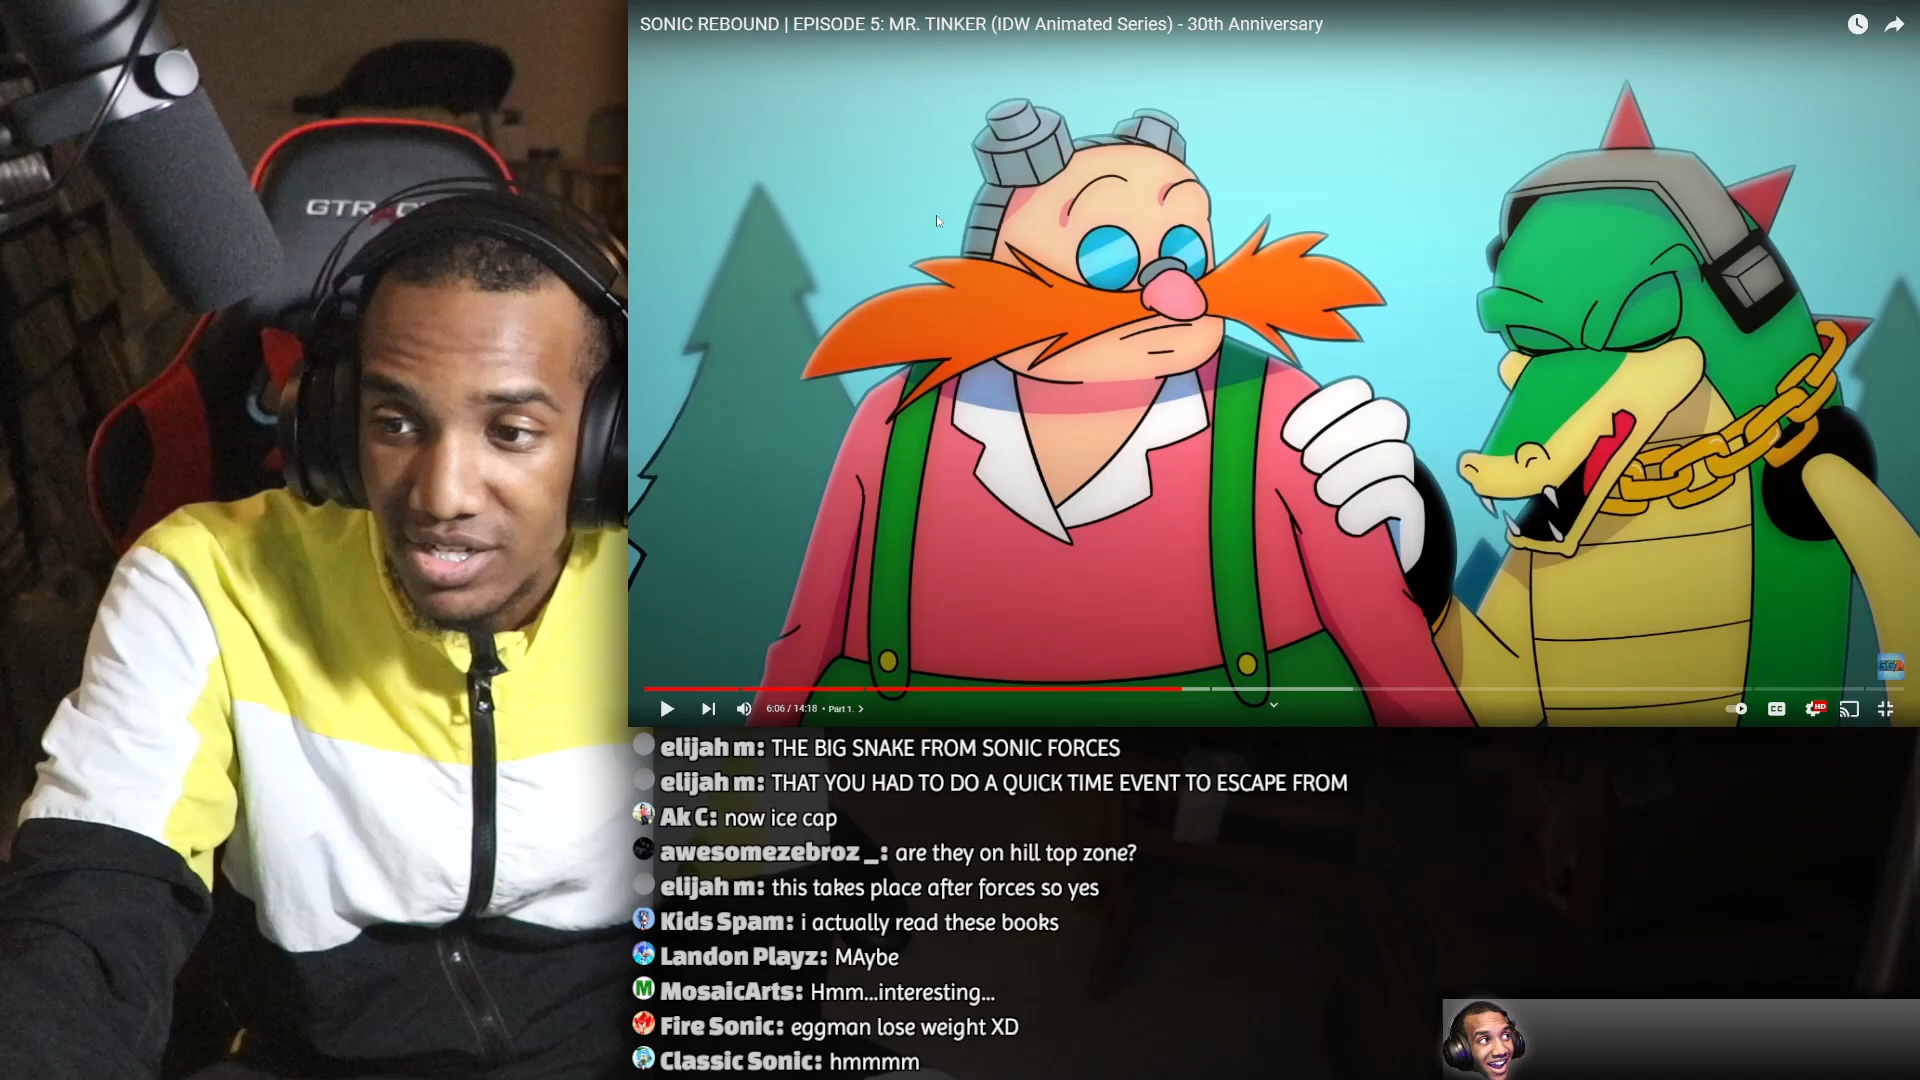 SONIC REBOUND | EPISODE 5: MR. TINKER (IDW Animated Series) - 30th Anniversary
6:06 / 14:18 • Part 1. >
CC
HD
elijah m: THE BIG SNAKE FROM SONIC FORCES
elijah m: THAT YOU HAD TO DO A QUICK TIME EVENT TO ESCAPE FROM
Ak C: now ice cap
awesomezebroz _: are they on hill top zone?
elijah m: this takes place after forces so yes
Kids Spam: i actually read these books
Landon Playz: MAybe
M
MosaicArts: Hmm...interesting...
Fire Sonic: eggman lose weight XD
Classic Sonic: hmmmm